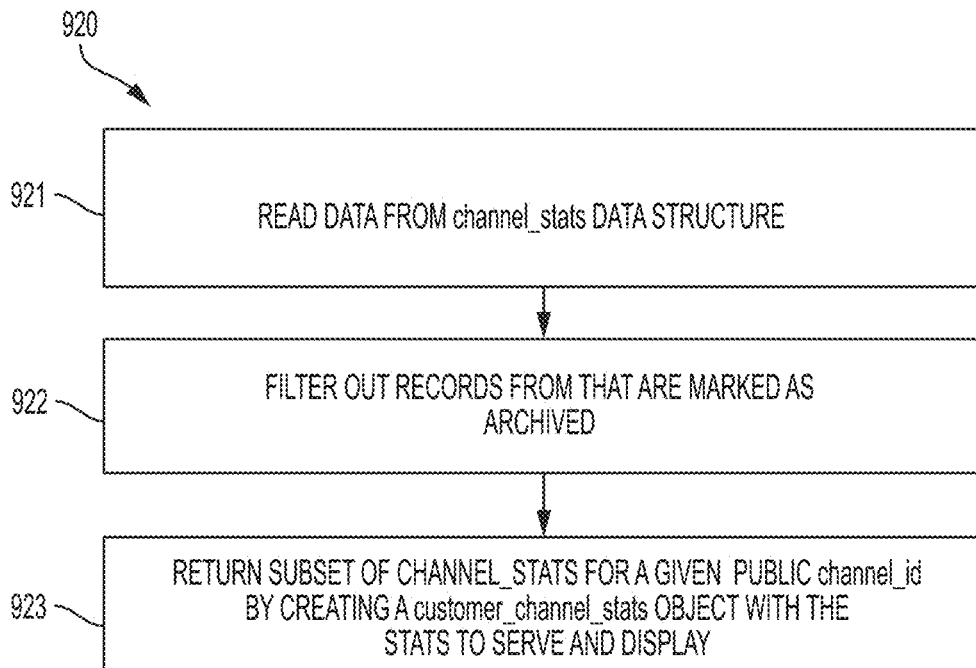 920
921
READ DATA FROM channel_stats DATA STRUCTURE
922
FILTER OUT RECORDS FROM THAT ARE MARKED AS
ARCHIVED
923
RETURN SUBSET OF CHANNEL_STATS FOR A GIVEN PUBLIC channel_id
BY CREATING A customer_channel_stats OBJECT WITH THE
STATS TO SERVE AND DISPLAY